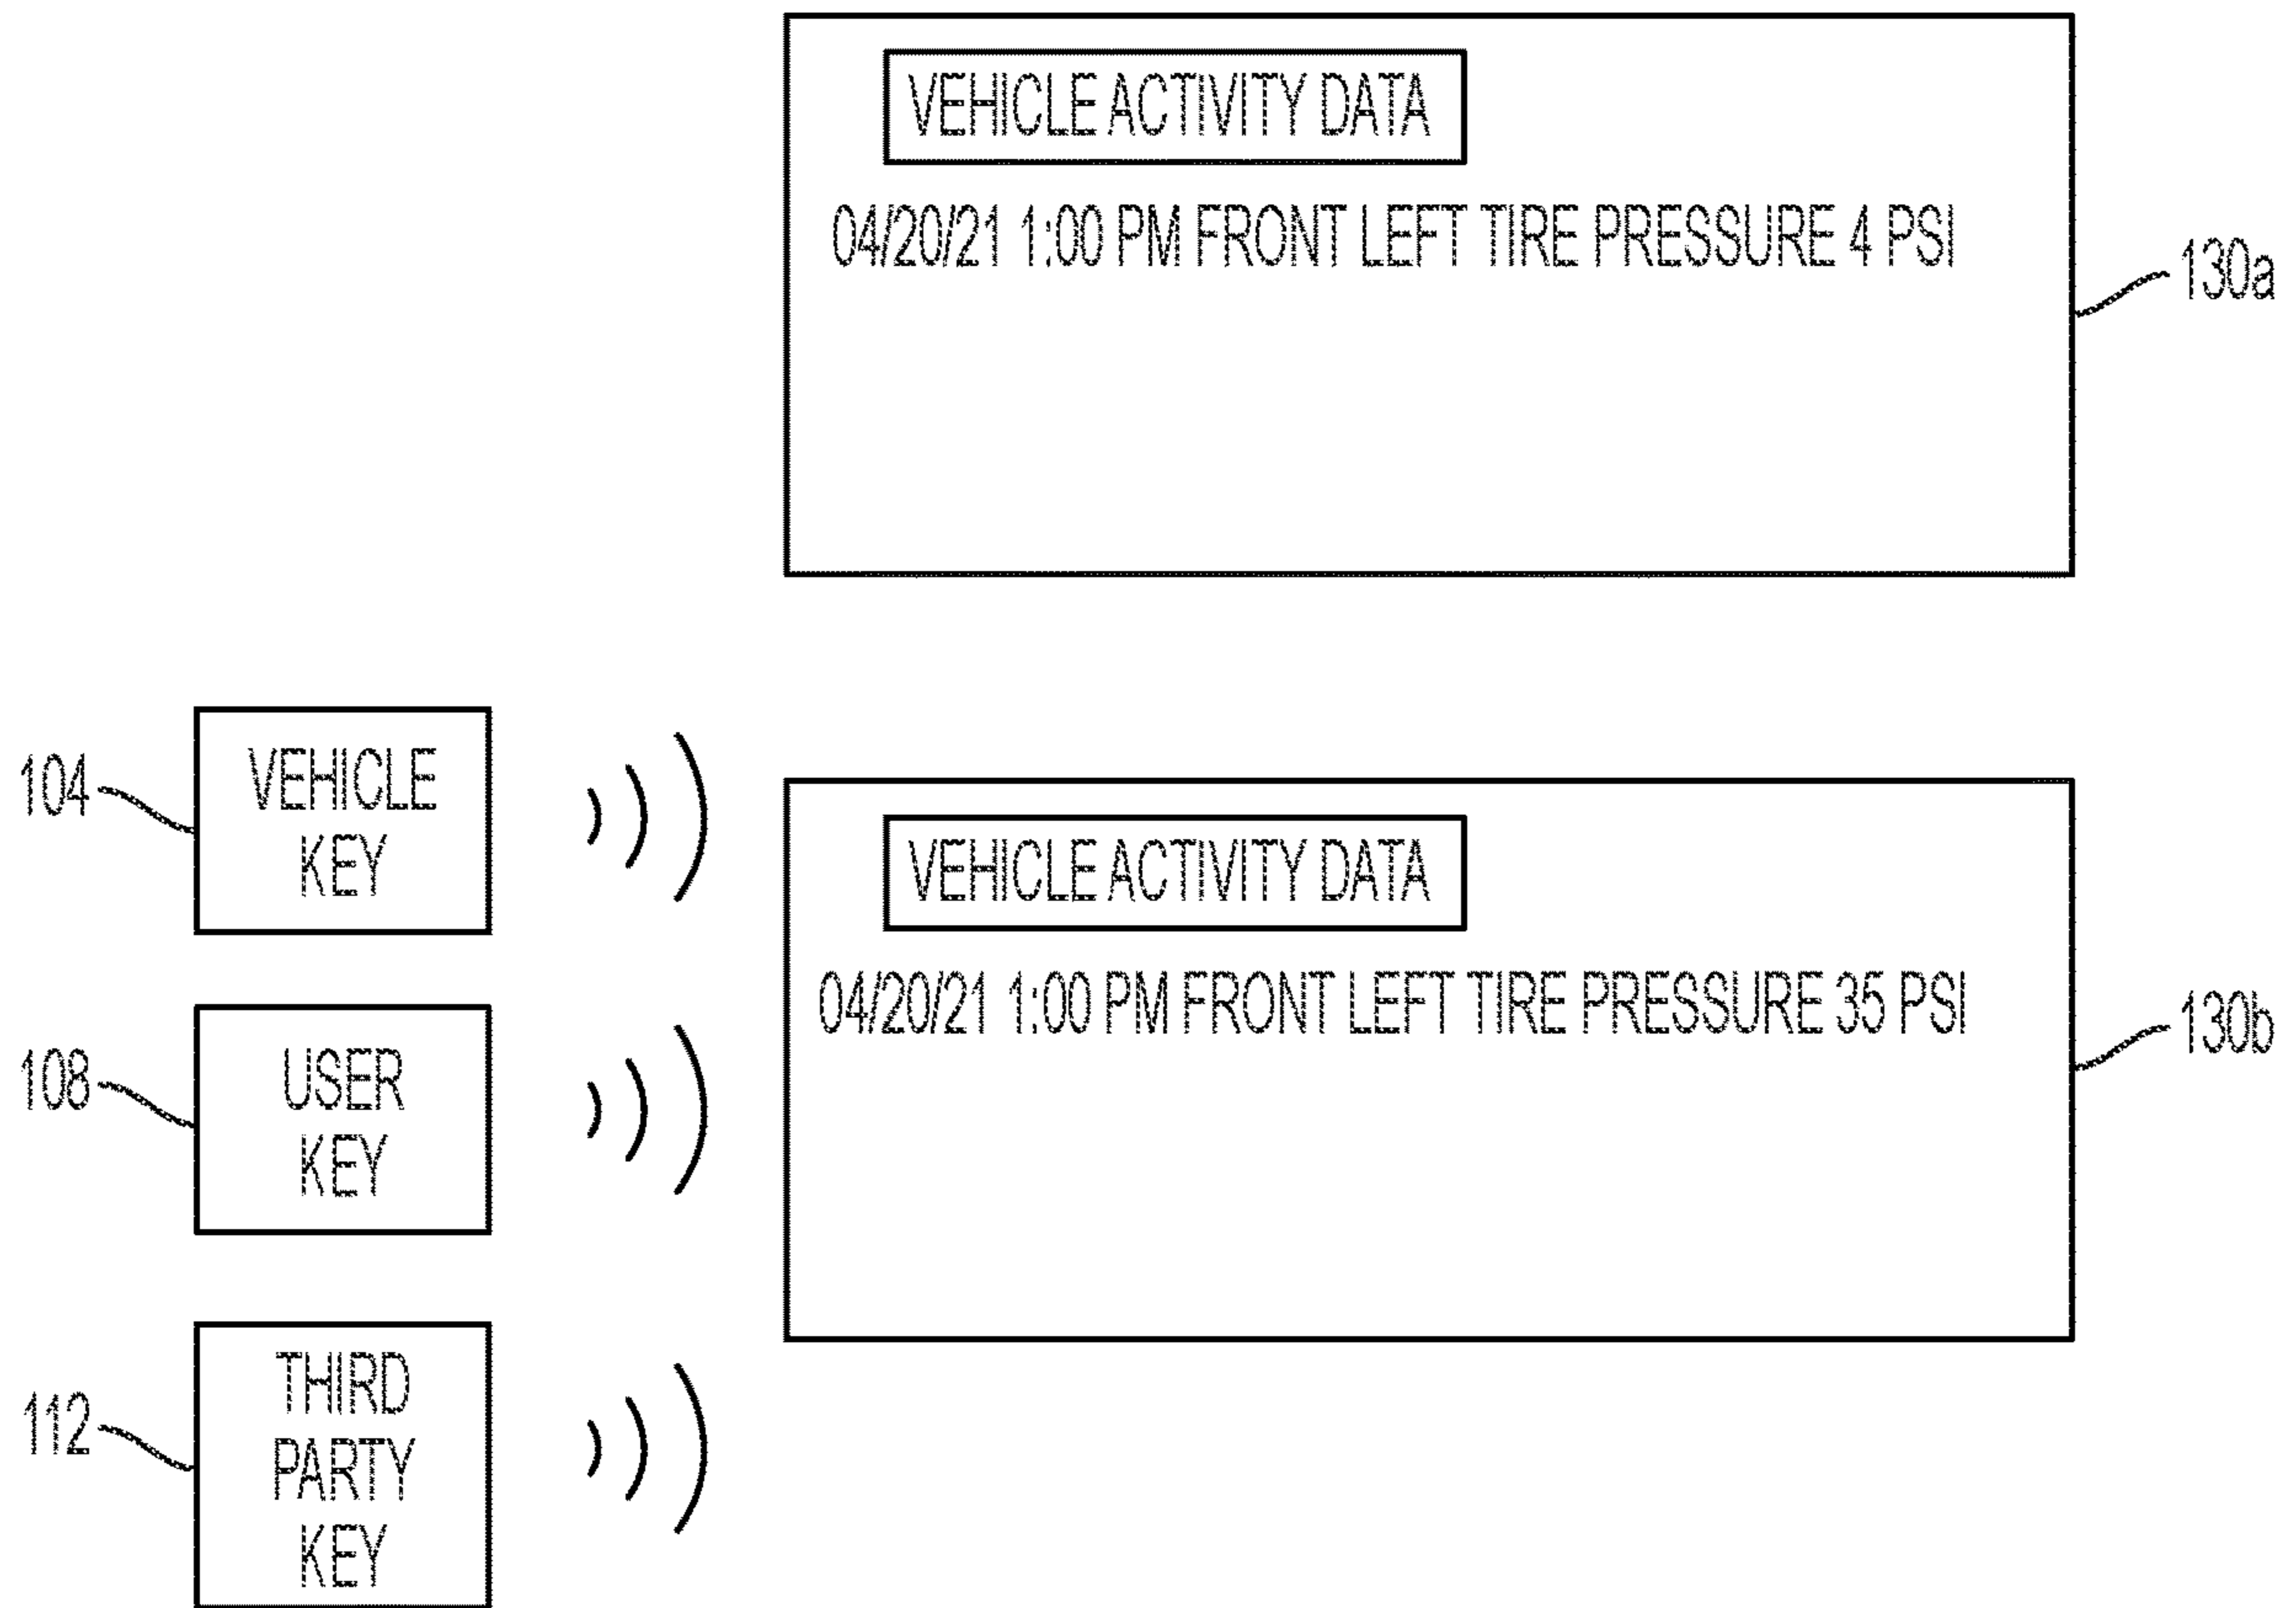 VEHICLE ACTIVITY DATA
04/20/21 1:00 PM FRONT LEFT TIRE PRESSURE 4 PSI
130a
104
VEHICLE
KEY
VEHICLE ACTIVITY DATA
04/20/21 1:00 PM FRONT LEFT TIRE PRESSURE 35 PSI
130b
108
USER
KEY
112
THIRD
PARTY
KEY